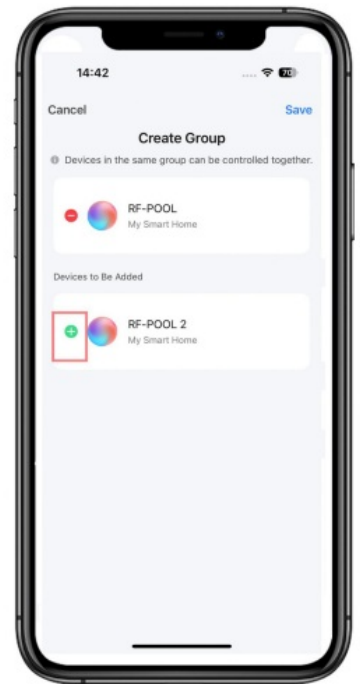 14:42
70
Cancel
Save
Create Group
Devices in the same group can be controlled together.
RF-POOL
My Smart Home
Devices to Be Added
RF-POOL 2
My Smart Home